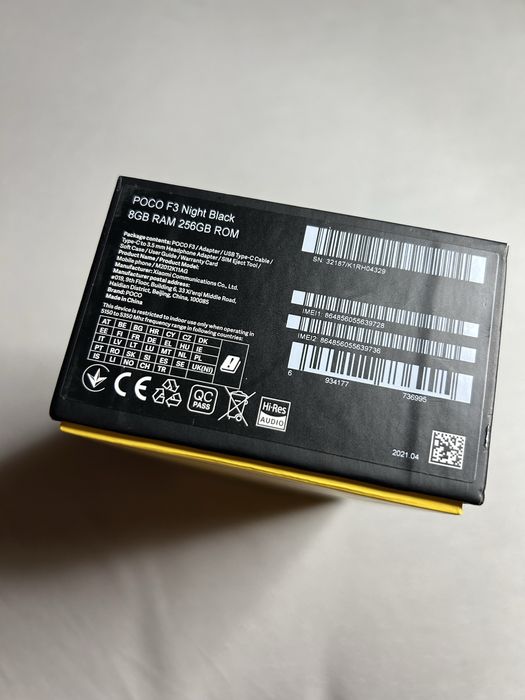 POCO F3 Night Black
8GB RAM 256GB ROM
Package contents: POCO F3 / Adapter / USB Type-C Cable /
Type-C to 3.5 mm Headphone Adapter / SIM Eject Tool /
Soft Case / User Guide / Warranty Card
Product Name / Product Model:
Mobile phone / M2012K11AG
Manufacturer: Xiaomi Communications Co., Ltd.
Manufacturer postal address:
#019, 9th Floor, Building 6, 33 Xi'erqi Middle Road,
Haidian District, Beijing, China, 100085
Brand: POCO
Made in China
This device is restricted to indoor use only when operating in
5150 to 5350 Mhz frequency range in following countries:
AT BE BG HR CY CZ DK
EE FI FR DE EL HU IE
IT LV LT LU MT NL PL
PT RO SK SI ES SE UK(NI)
IS LI NO CH TR
CE
QC
PASS
Hi-Res
AUDIO
SN: 32187/K1RH04329
IMEI1: 864856055639728
IMEI2: 864856055639736
6 934177 736995
2021.04